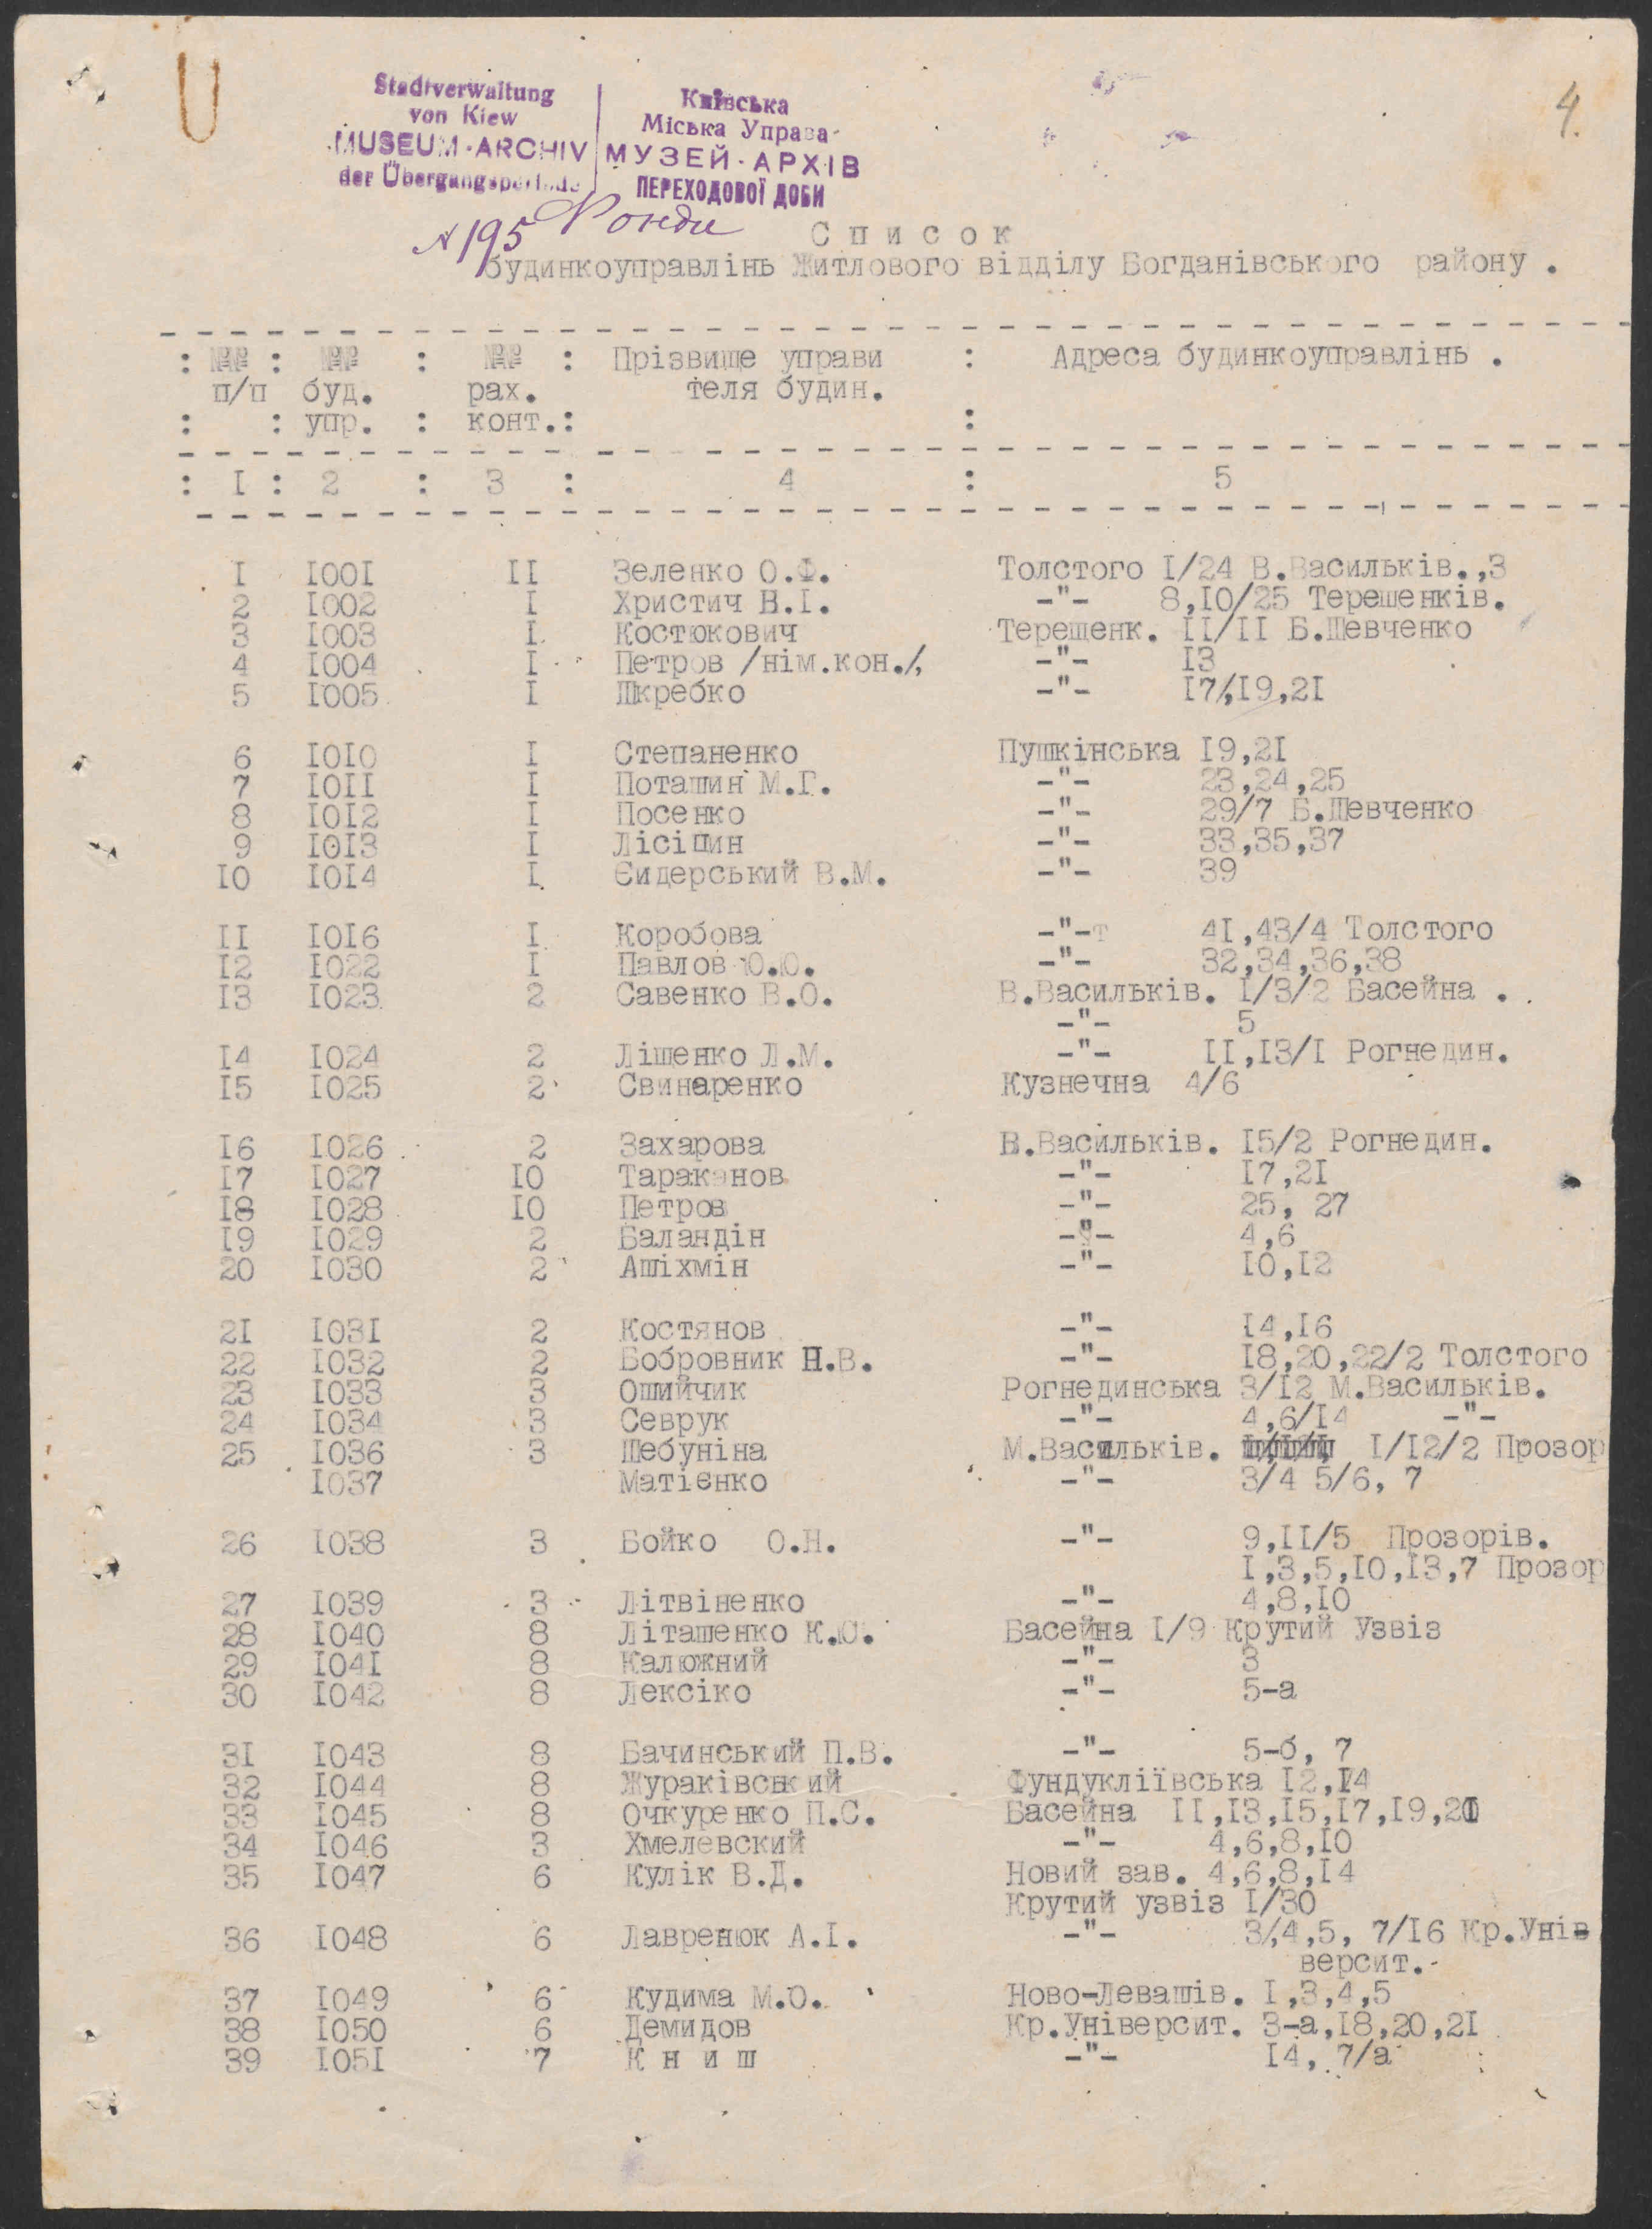 4.
Stadtverwaltung
von Kiew
MUSEUM-ARCHIV
der Übergangsperiode
Київська
Міська Управа
МУЗЕЙ-АРХІВ
ПЕРЕХОДОВОЇ ДОБИ
№195 Фонди
Список
будинкоуправлінь Житлового відділу Богданівського району .
: №№ : №№ : №№ : Прізвище управи : Адреса будинкоуправлінь .
п/п буд. рах. теля будин.
: : упр. : конт.: :
: I : 2 : 3 : 4 : 5
I I00I II Зеленко О.Ф. Толстого I/24 В.Васильків.,3
2 I002 I Христич В.І. -"- 8,I0/25 Терешенків.
3 I003 I Костюкович Терещенк. II/II Б.Шевченко
4 I004 I Петров /нім.кон./, -"- I3
5 I005 I Шкребко -"- I7/,I9,2I
6 I0I0 I Степаненко Пушкінська I9,2I
7 I0II I Поташин М.Г. -"- 23,24,25
8 I0I2 I Посенко -"- 29/7 Б.Шевченко
9 I0I3 I Лісіцин -"- 33,35,37
I0 I0I4 I Єидерський В.М. -"- 39
II I0I6 I Коробова -"-т 4I,43/4 Толстого
I2 I022 I Павлов Ю.Ю. -"- 32,34,36,38
I3 I023 2 Савенко В.О. В.Васильків. I/3/2 Басейна .
-"- 5
I4 I024 2 Ліщенко Л.М. -"- II,I3/I Рогнедин.
I5 I025 2 Свинаренко Кузнечна 4/6
I6 I026 2 Захарова В.Васильків. I5/2 Рогнедин.
I7 I027 I0 Тараканов -"- I7,2I
I8 I028 I0 Петров -"- 25, 27
I9 I029 2 Баландін -"- 4,6
20 I030 2 Ашіхмін -"- I0,I2
2I I03I 2 Костянов -"- I4,I6
22 I032 2 Бобровник Н.В. -"- I8,20,22/2 Толстого
23 I033 3 Ошийчик Рогнединська 3/I2 М.Васильків.
24 I034 3 Севрук -"- 4,6/I4 -"-
25 I036 3 Шебуніна М.Васильків. I/I2/2 Прозор
I037 Матієнко -"- 3/4 5/6, 7
26 I038 3 Бойко О.Н. -"- 9,II/5 Прозорів.
I,3,5,I0,I3,7 Прозор
27 I039 3 Літвіненко -"- 4,8,I0
28 I040 8 Літашенко К.Ю. Басейна I/9 Крутий Узвіз
29 I04I 8 Калюжний -"- 3
30 I042 8 Лексіко -"- 5-а
3I I043 8 Бачинський П.В. -"- 5-б, 7
32 I044 8 Жураківський Фундукліївська I2,I4
33 I045 8 Очкуренко П.С. Басейна II,I3,I5,I7,I9,2I
34 I046 3 Хмелевский -"- 4,6,8,I0
35 I047 6 Кулік В.Д. Новий зав. 4,6,8,I4
Крутий узвіз I/30
36 I048 6 Лавренюк А.І. -"- 3/,4,5, 7/I6 Кр.Унів
версит.-
37 I049 6 Кудима М.О. Ново-Левашів. I,3,4,5
38 I050 6 Демидов Кр.Університ. 3-а,I8,20,2I
39 I05I 7 К н и ш -"- I4, 7/а